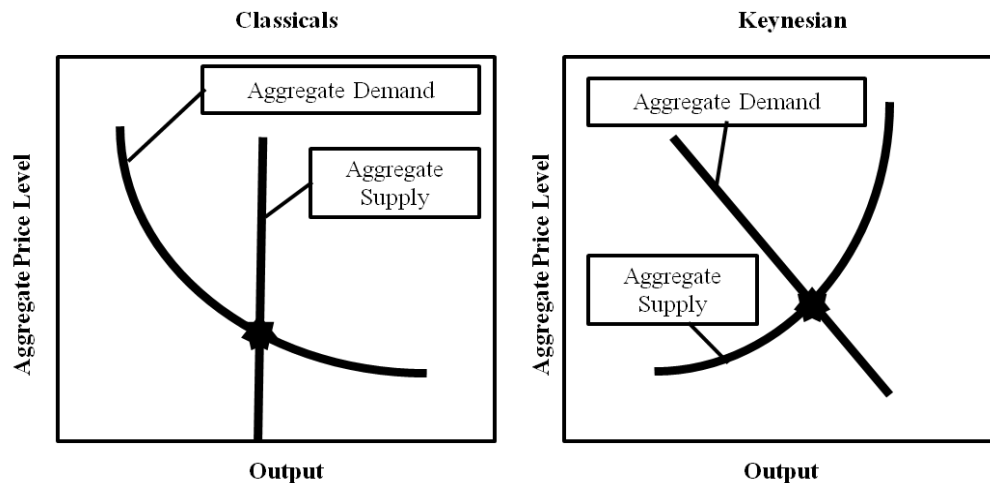 Classicals
Aggregate Price Level
Aggregate Demand
Aggregate
Supply
Output
Keynesian
Aggregate Price Level
Aggregate Demand
Aggregate
Supply
Output